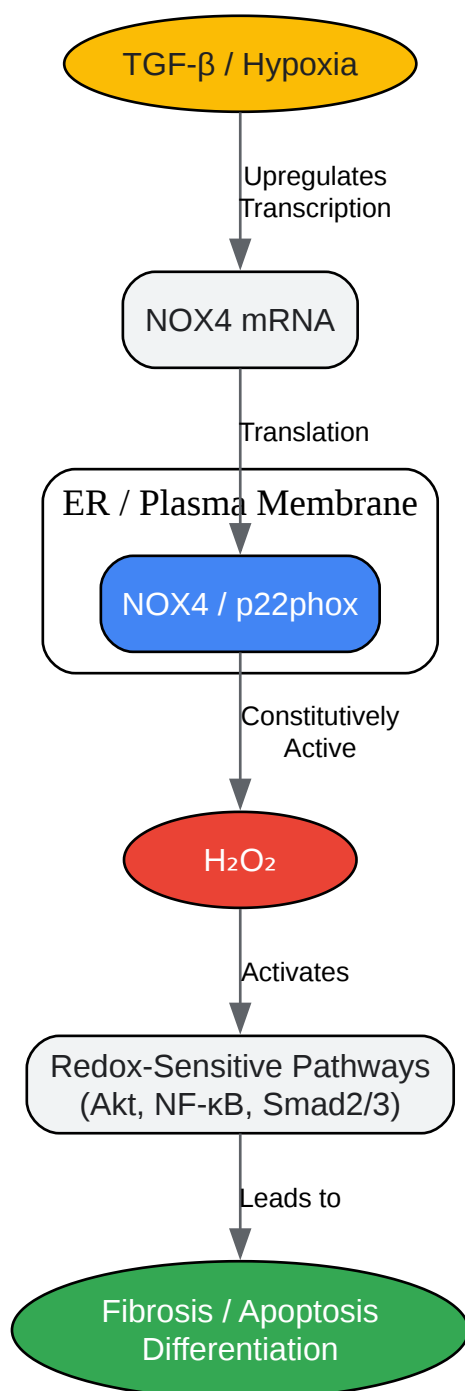 TGF-β / Hypoxia
Upregulates
Transcription
NOX4 mRNA
Translation
ER / Plasma Membrane
NOX4 / p22phox
Constitutively
Active
H₂O₂
Activates
Redox-Sensitive Pathways
(Akt, NF-κB, Smad2/3)
Leads to
Fibrosis / Apoptosis
Differentiation